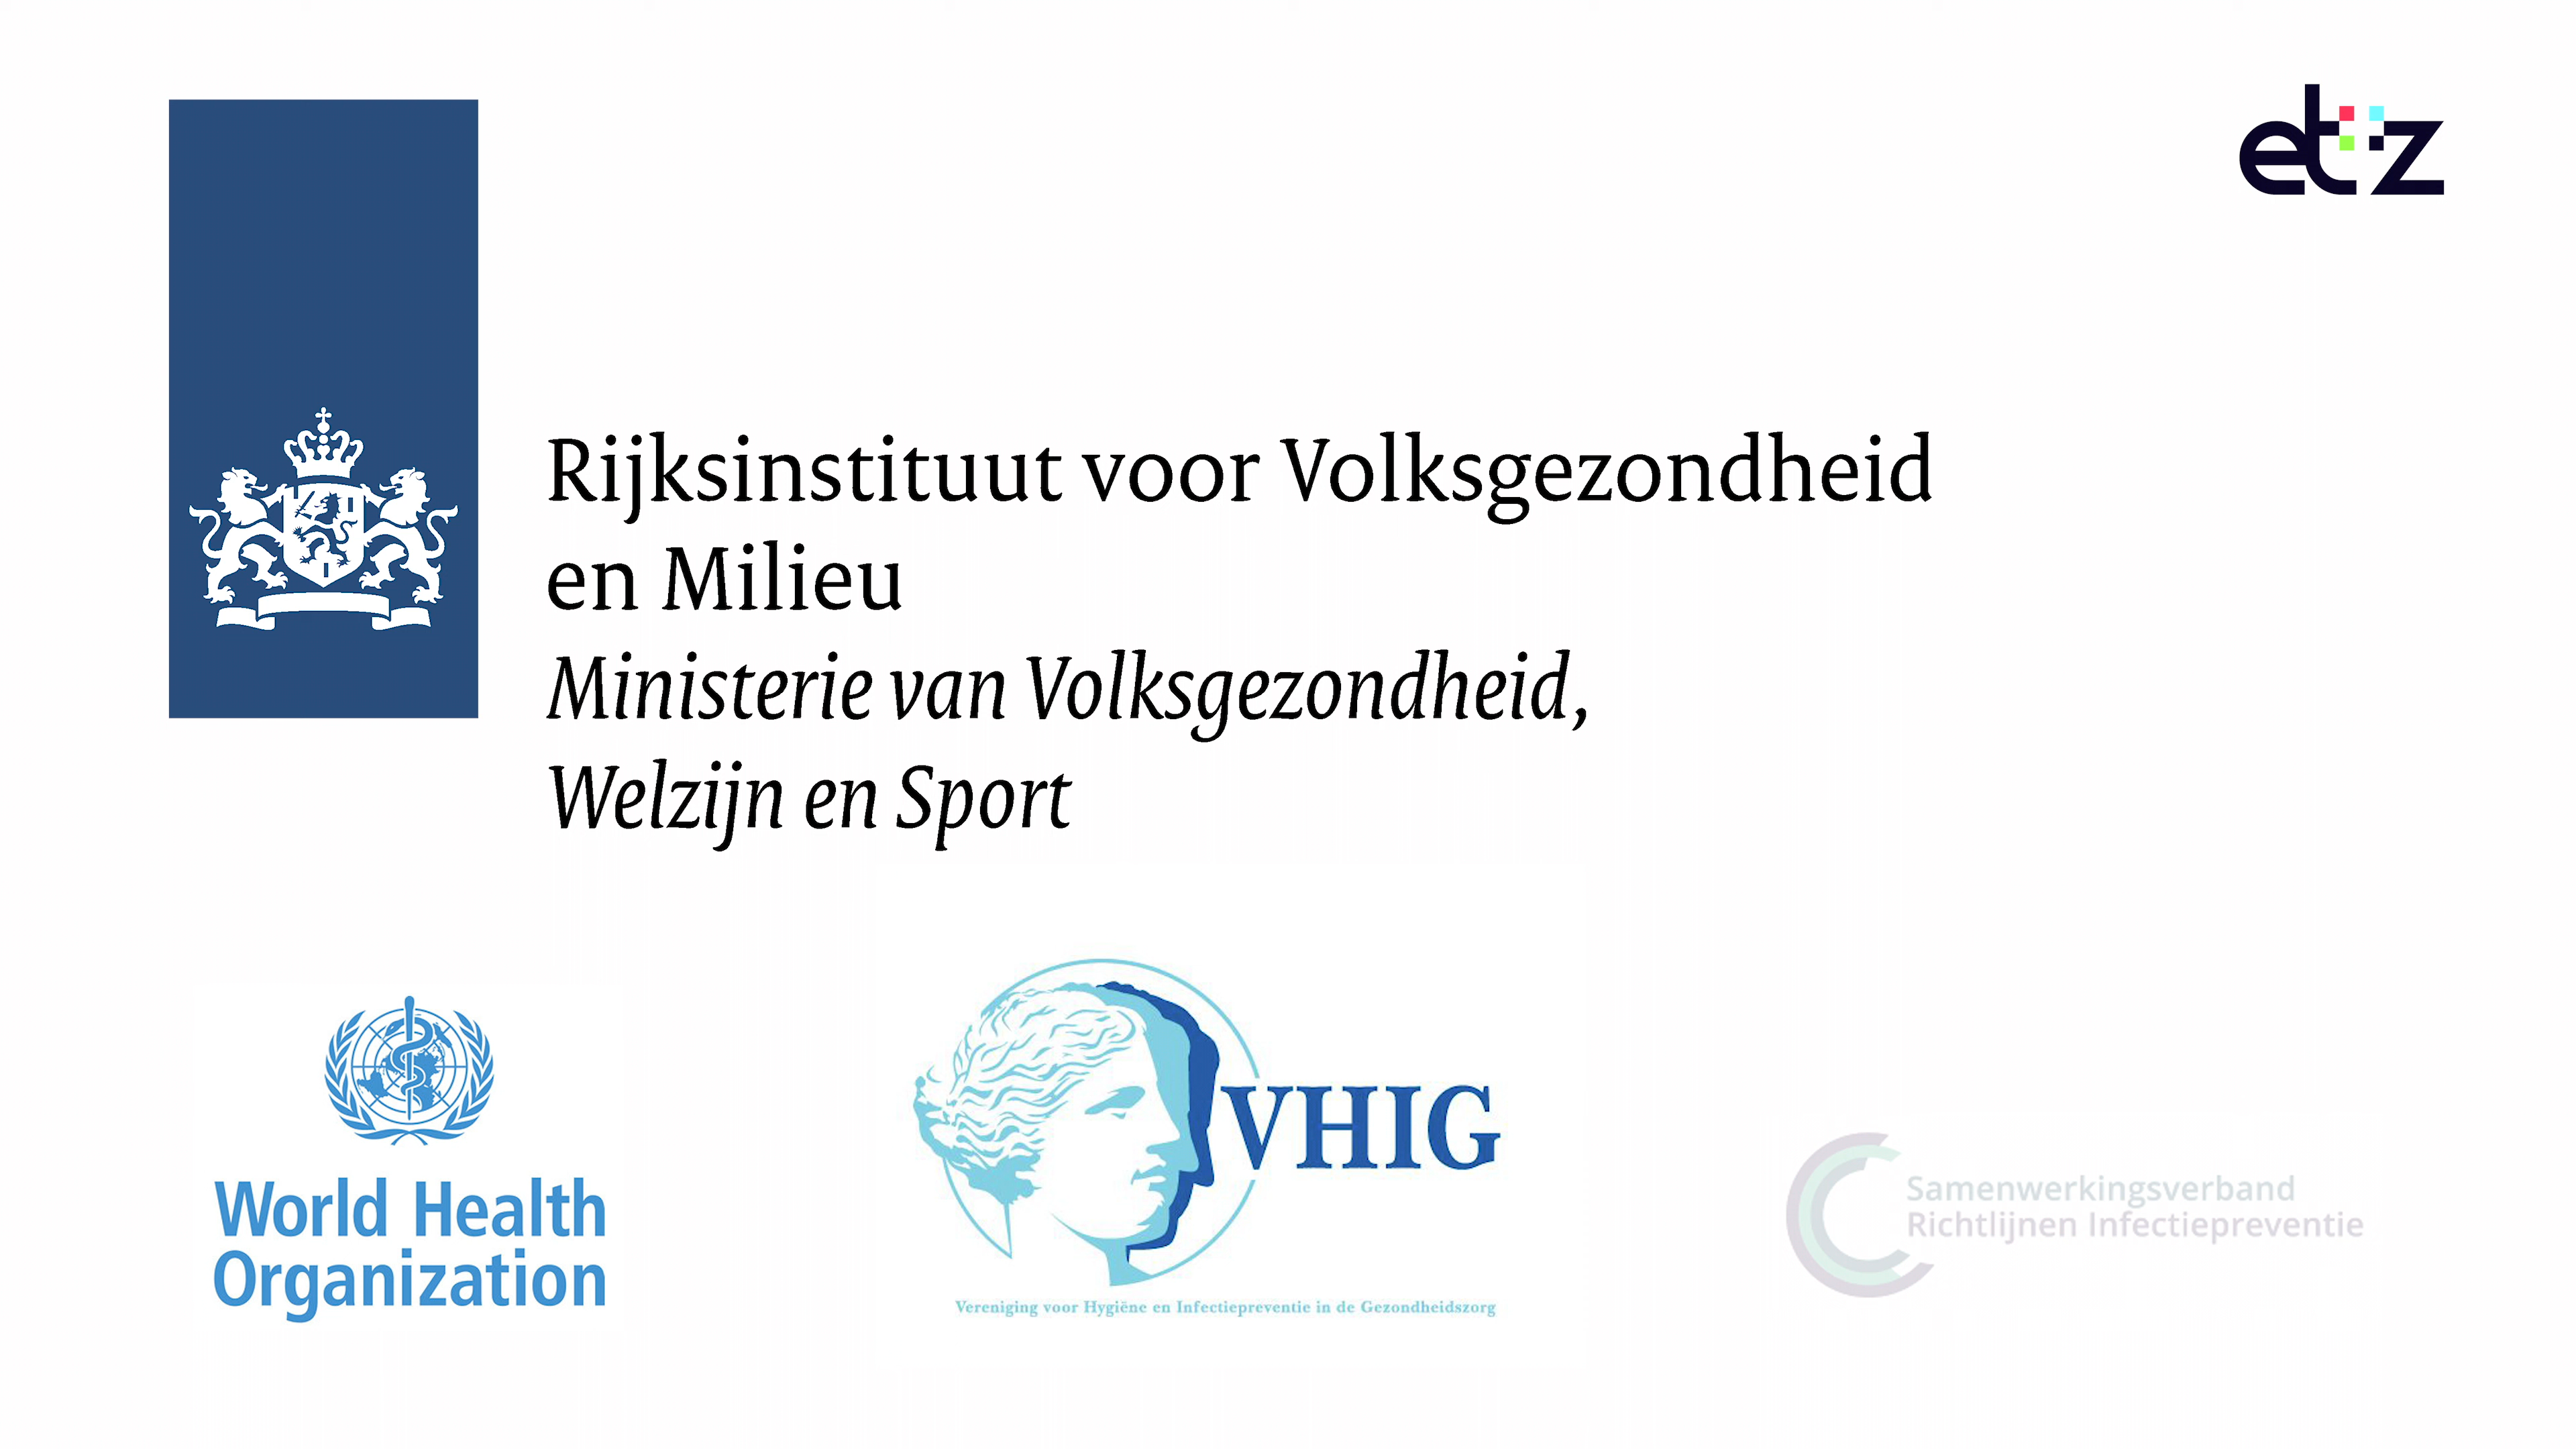 etz
Rijksinstituut voor Volksgezondheid
en Milieu
Ministerie van Volksgezondheid,
Welzijn en Sport
World Health
Organization
VHIG
Vereniging voor Hygiëne en Infectiepreventie in de Gezondheidszorg
Samenwerkingsverband
Richtlijnen Infectiepreventie